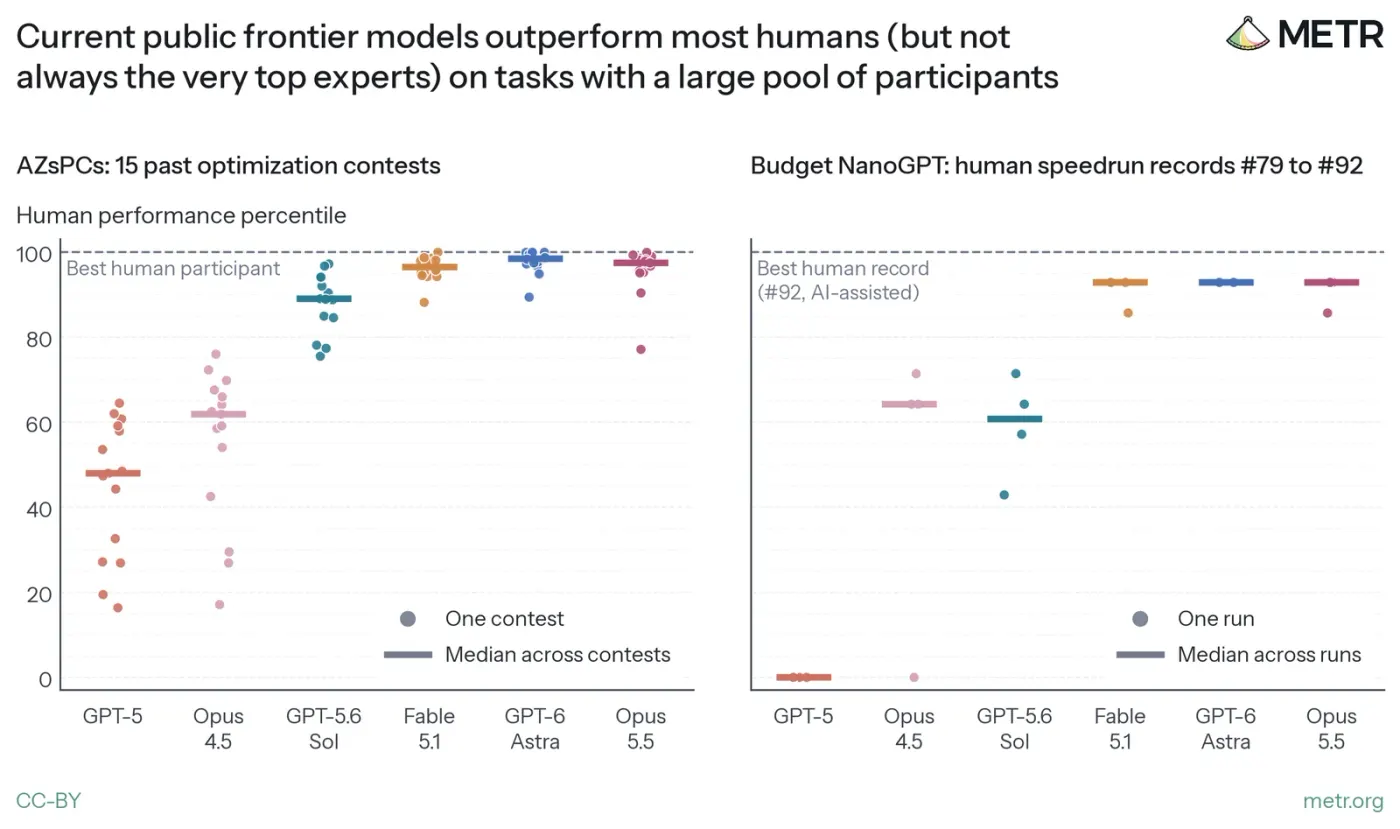 Current public frontier models outperform most humans (but not
always the very top experts) on tasks with a large pool of participants
METR
AZsPCs: 15 past optimization contests
Human performance percentile
100
80
60
40
20
0
Best human participant
One contest
Median across contests
GPT-5
Opus
4.5
GPT-5.6
Sol
Fable
5.1
GPT-6
Astra
Opus
5.5
Budget NanoGPT: human speedrun records #79 to #92
Best human record
(#92, AI-assisted)
One run
Median across runs
GPT-5
Opus
4.5
GPT-5.6
Sol
Fable
5.1
GPT-6
Astra
Opus
5.5
CC-BY
metr.org